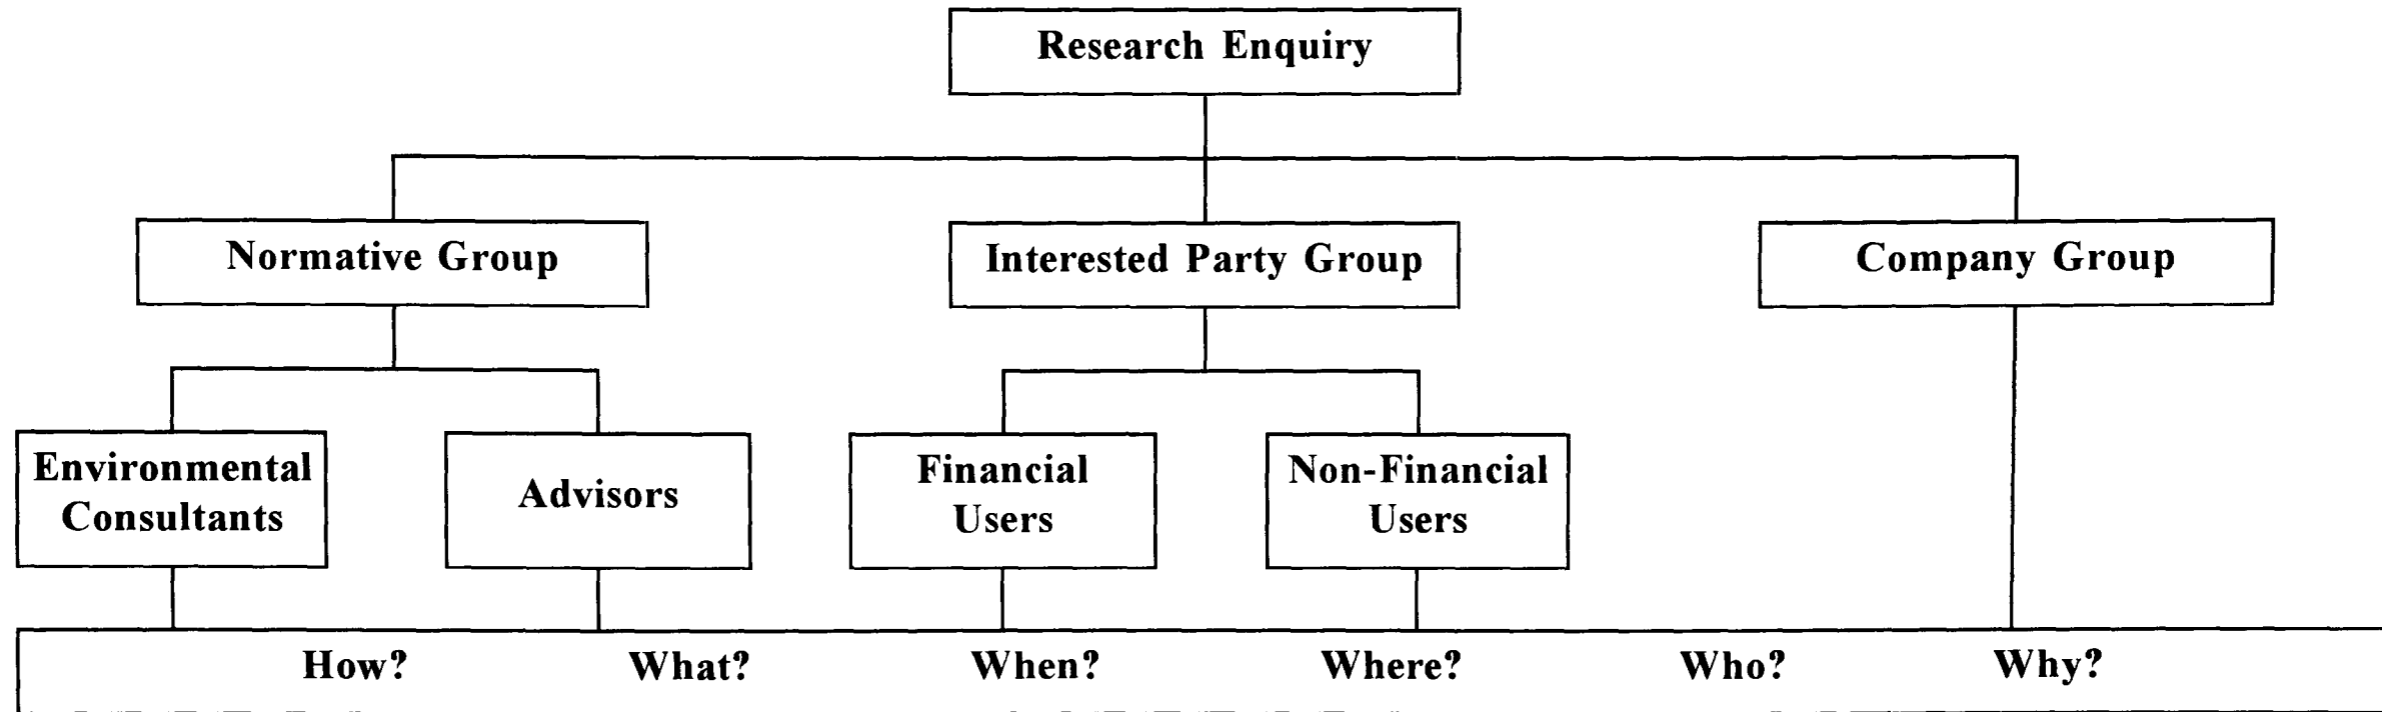 Research Enquiry
Normative Group
Interested Party Group
Company Group
Environmental
Consultants
Advisors
Financial
Users
Non-Financial
Users
How? What? When? Where? Who? Why?